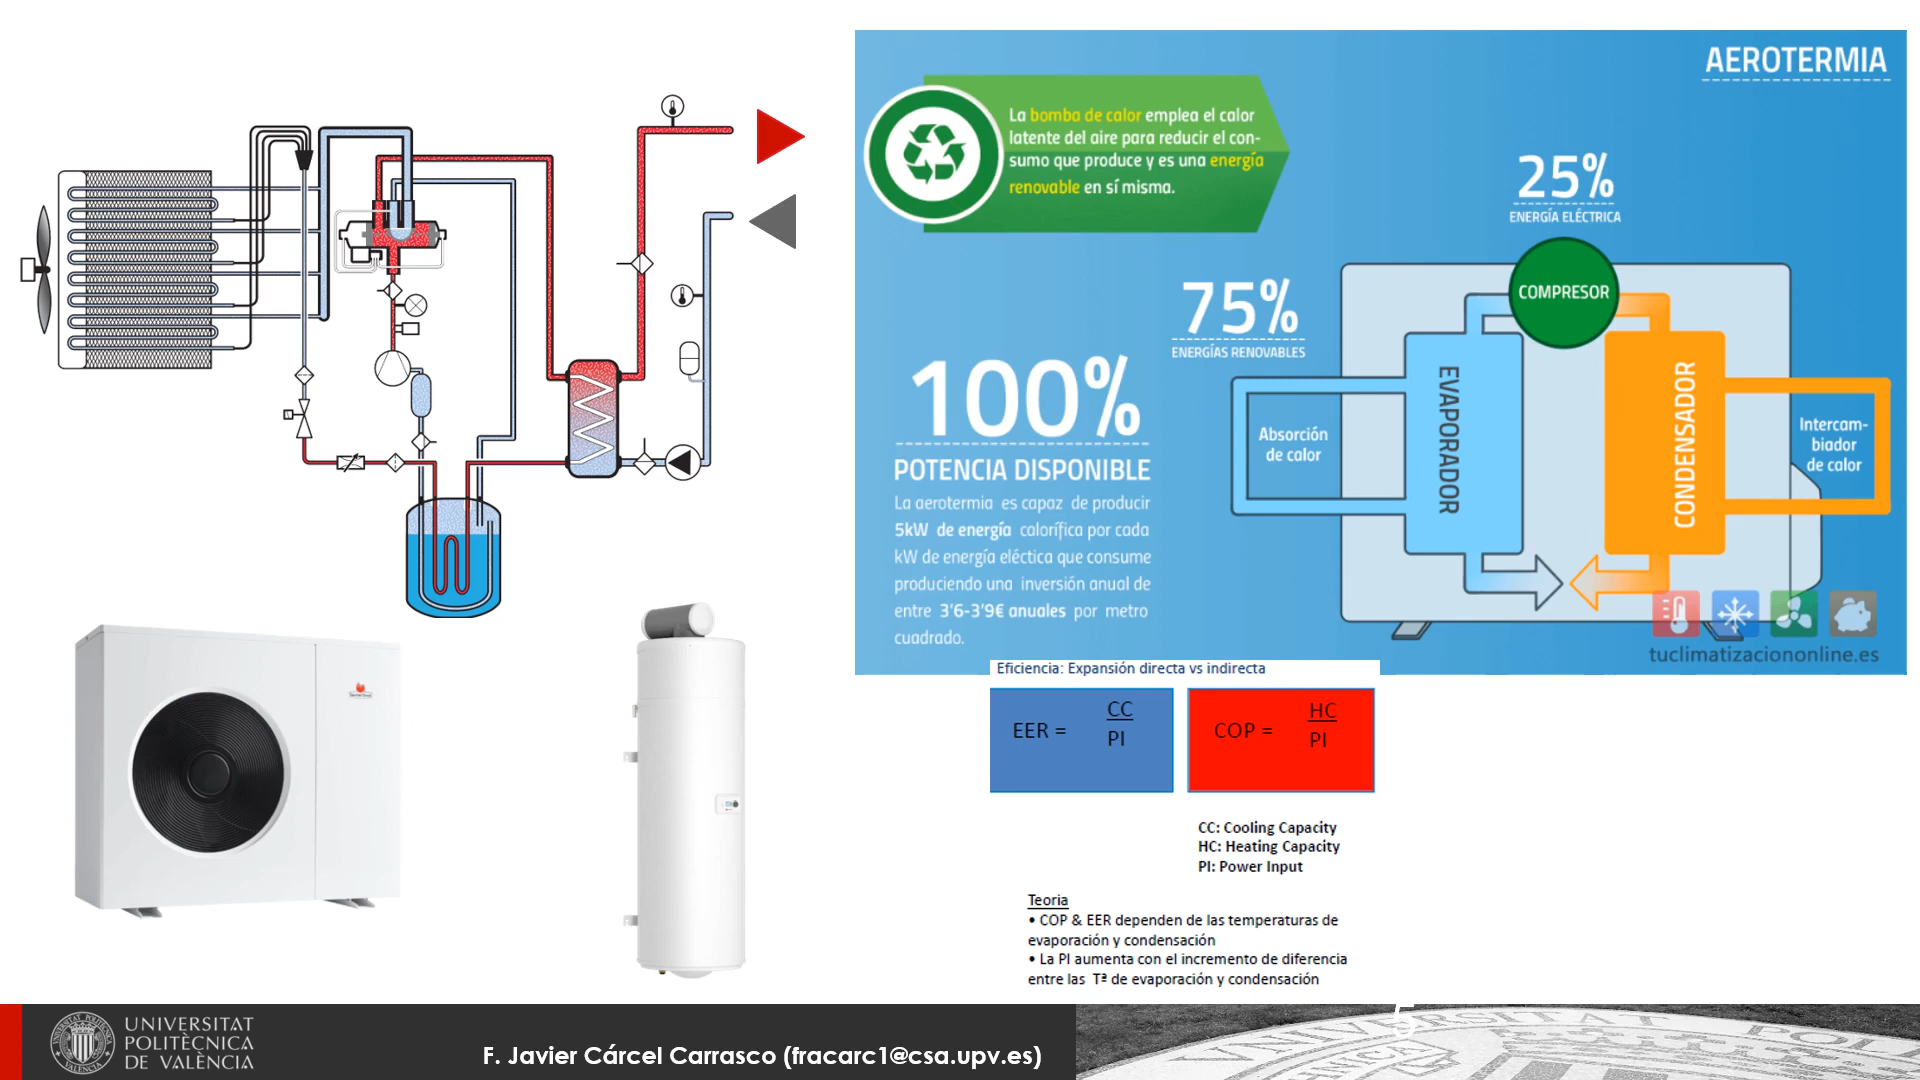 AEROTERMIA
La bomba de calor emplea el calor
latente del aire para reducir el con-
sumo que produce y es una energía
renovable en sí misma.
25%
ENERGÍA ELÉCTRICA
COMPRESOR
75%
ENERGÍAS RENOVABLES
100%
POTENCIA DISPONIBLE
La aerotermia es capaz de producir
5kW de energía calorífica por cada
kW de energía eléctica que consume
produciendo una inversión anual de
entre 3'6-3'9€ anuales por metro
cuadrado.
Absorción
de calor
EVAPORADOR
CONDENSADOR
Intercam-
biador
de calor
tuclimatizaciononline.es
Eficiencia: Expansión directa vs indirecta
EER = CC
PI
COP = HC
PI
CC: Cooling Capacity
HC: Heating Capacity
PI: Power Input
Teoria
• COP & EER dependen de las temperaturas de
evaporación y condensación
• La PI aumenta con el incremento de diferencia
entre las Tª de evaporación y condensación
UNIVERSITAT
POLITÈCNICA
DE VALÈNCIA
F. Javier Cárcel Carrasco (fracarc1@csa.upv.es)